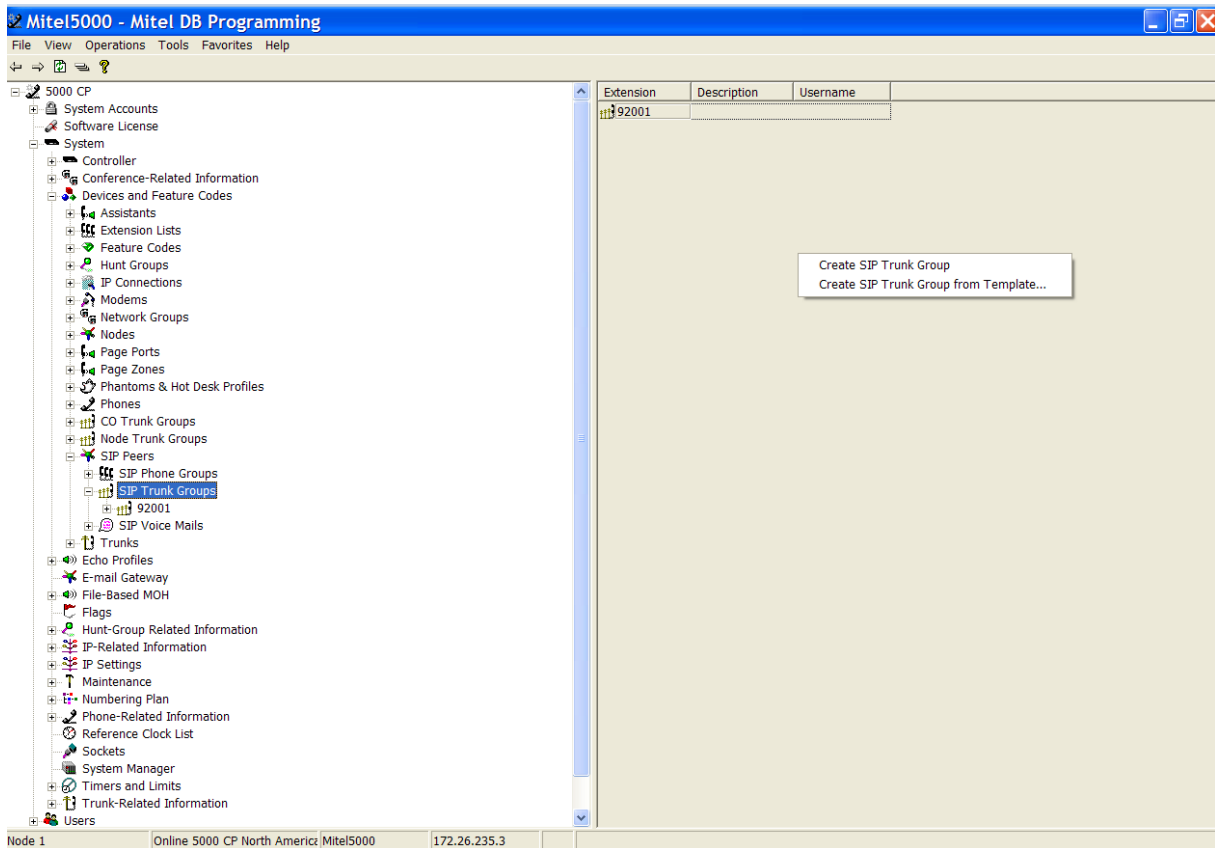 Mitel5000 - Mitel DB Programming
File View Operations Tools Favorites Help
5000 CP
System Accounts
Software License
System
Controller
Conference-Related Information
Devices and Feature Codes
Assistants
Extension Lists
Feature Codes
Hunt Groups
IP Connections
Modems
Network Groups
Nodes
Page Ports
Page Zones
Phantoms & Hot Desk Profiles
Phones
CO Trunk Groups
Node Trunk Groups
SIP Peers
SIP Phone Groups
SIP Trunk Groups
92001
SIP Voice Mails
Trunks
Echo Profiles
E-mail Gateway
File-Based MOH
Flags
Hunt-Group Related Information
IP-Related Information
IP Settings
Maintenance
Numbering Plan
Phone-Related Information
Reference Clock List
Sockets
System Manager
Timers and Limits
Trunk-Related Information
Users
Extension Description Username
92001
Create SIP Trunk Group
Create SIP Trunk Group from Template...
Node 1 Online 5000 CP North Americ Mitel5000 172.26.235.3